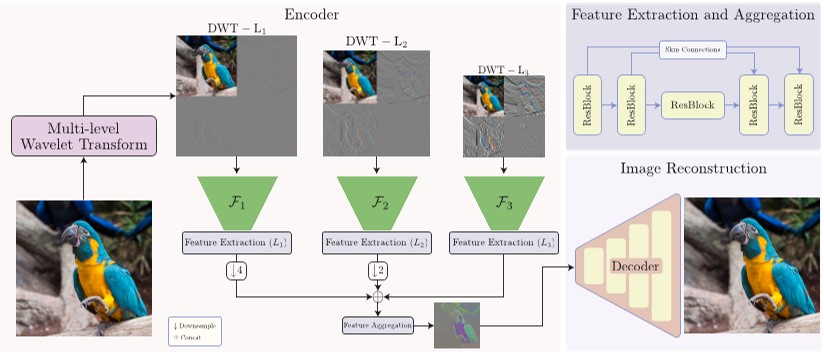 Encoder
DWT – L₁
DWT – L₂
DWT – L₃
Multi-level
Wavelet Transform
F₁
F₂
F₃
Feature Extraction (L₁)
Feature Extraction (L₂)
Feature Extraction (L₃)
↓4
↓2
Feature Aggregation
↓ Downsample
⊕ Concat
Feature Extraction and Aggregation
Skip Connections
ResBlock
ResBlock
ResBlock
ResBlock
ResBlock
Image Reconstruction
Decoder